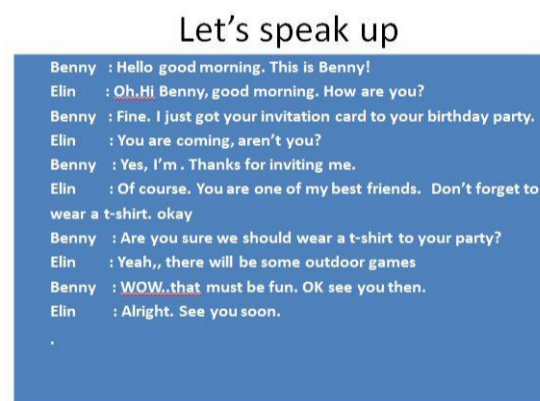 Let's speak up
Benny : Hello good morning. This is Benny!
Elin : Oh.Hi Benny, good morning. How are you?
Benny : Fine. I just got your invitation card to your birthday party.
Elin : You are coming, aren't you?
Benny : Yes, I'm . Thanks for inviting me.
Elin : Of course. You are one of my best friends. Don't forget to
wear a t-shirt. okay
Benny : Are you sure we should wear a t-shirt to your party?
Elin : Yeah,, there will be some outdoor games
Benny : WOW..that must be fun. OK see you then.
Elin : Alright. See you soon.
.